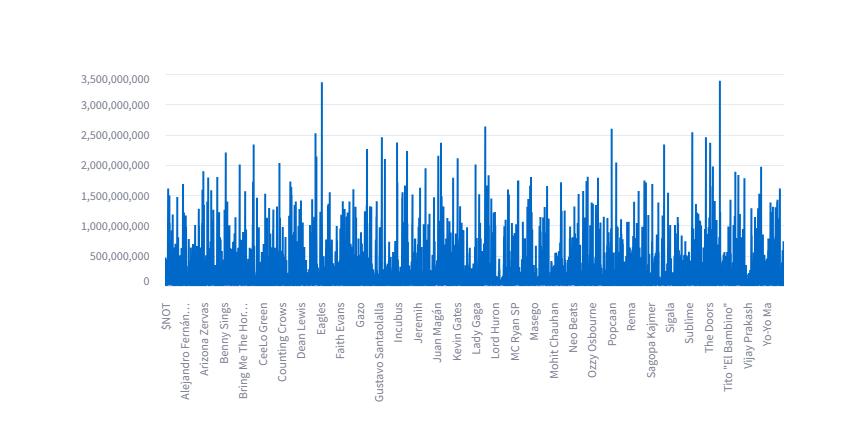 3,500,000,000
3,000,000,000
2,500,000,000
2,000,000,000
1,500,000,000
1,000,000,000
500,000,000
0
$NOT
Alejandro Fernán...
Arizona Zervas
Benny Sings
Bring Me The Hor...
CeeLo Green
Counting Crows
Dean Lewis
Eagles
Faith Evans
Gazo
Gustavo Santaolalla
Incubus
Jeremih
Juan Magán
Kevin Gates
Lady Gaga
Lord Huron
MC Ryan SP
Masego
Mohit Chauhan
Neo Beats
Ozzy Osbourne
Popcaan
Rema
Sagopa Kajmer
Sigala
Sublime
The Doors
Tito "El Bambino"
Vijay Prakash
Yo-Yo Ma